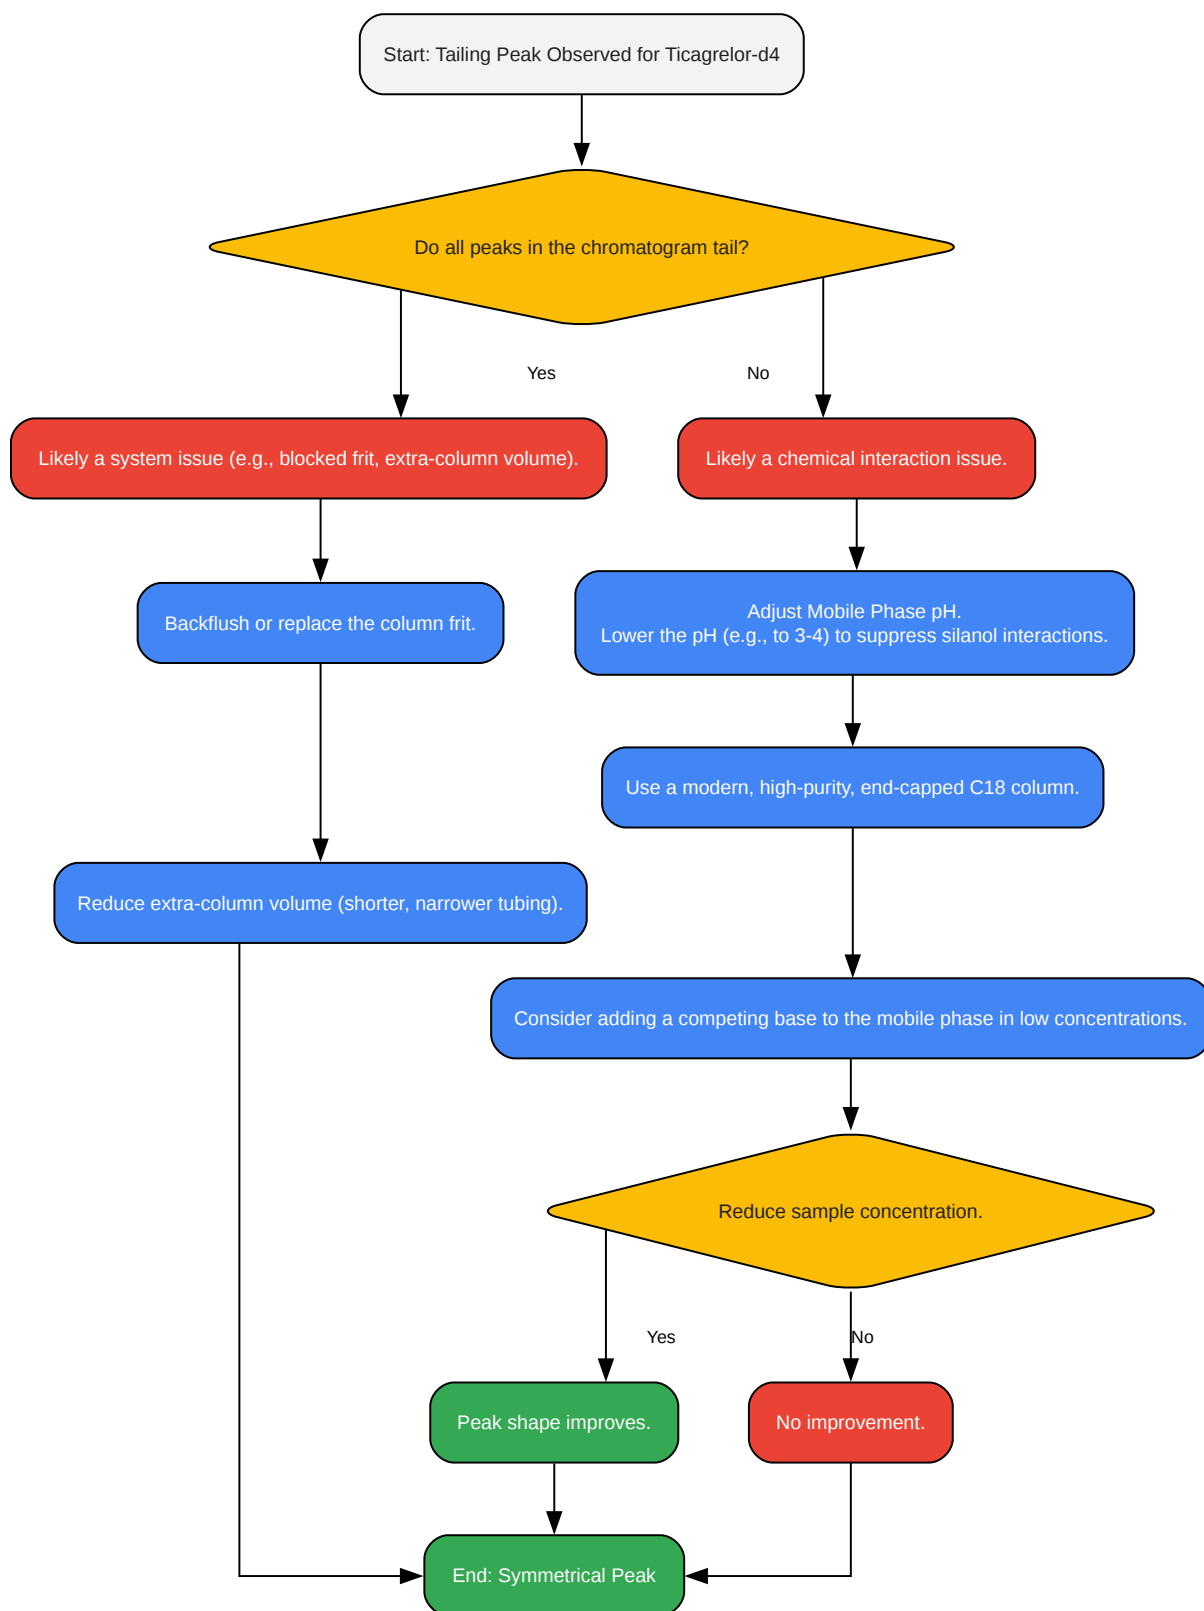 Start: Tailing Peak Observed for Ticagrelor-d4
Do all peaks in the chromatogram tail?
Yes
No
Likely a system issue (e.g., blocked frit, extra-column volume).
Likely a chemical interaction issue.
Backflush or replace the column frit.
Adjust Mobile Phase pH.
Lower the pH (e.g., to 3-4) to suppress silanol interactions.
Use a modern, high-purity, end-capped C18 column.
Reduce extra-column volume (shorter, narrower tubing).
Consider adding a competing base to the mobile phase in low concentrations.
Reduce sample concentration.
Yes
No
Peak shape improves.
No improvement.
End: Symmetrical Peak